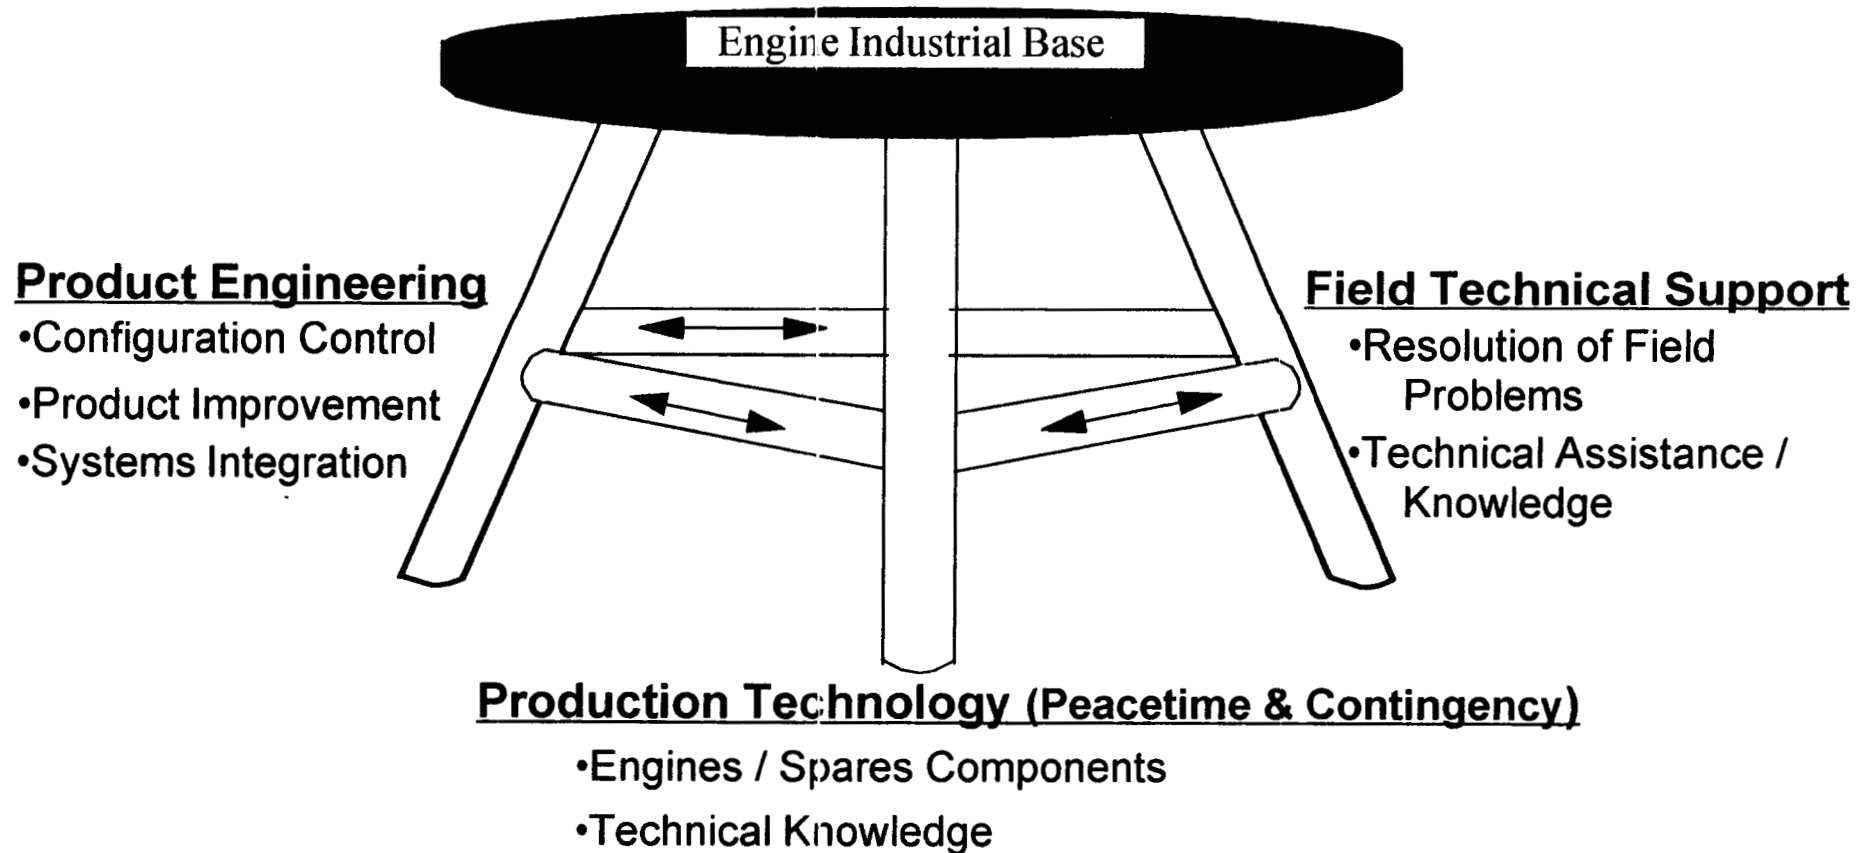 Engine Industrial Base
Product Engineering
•Configuration Control
•Product Improvement
•Systems Integration
Field Technical Support
•Resolution of Field
Problems
•Technical Assistance /
Knowledge
Production Technology (Peacetime & Contingency)
•Engines / Spares Components
•Technical Knowledge